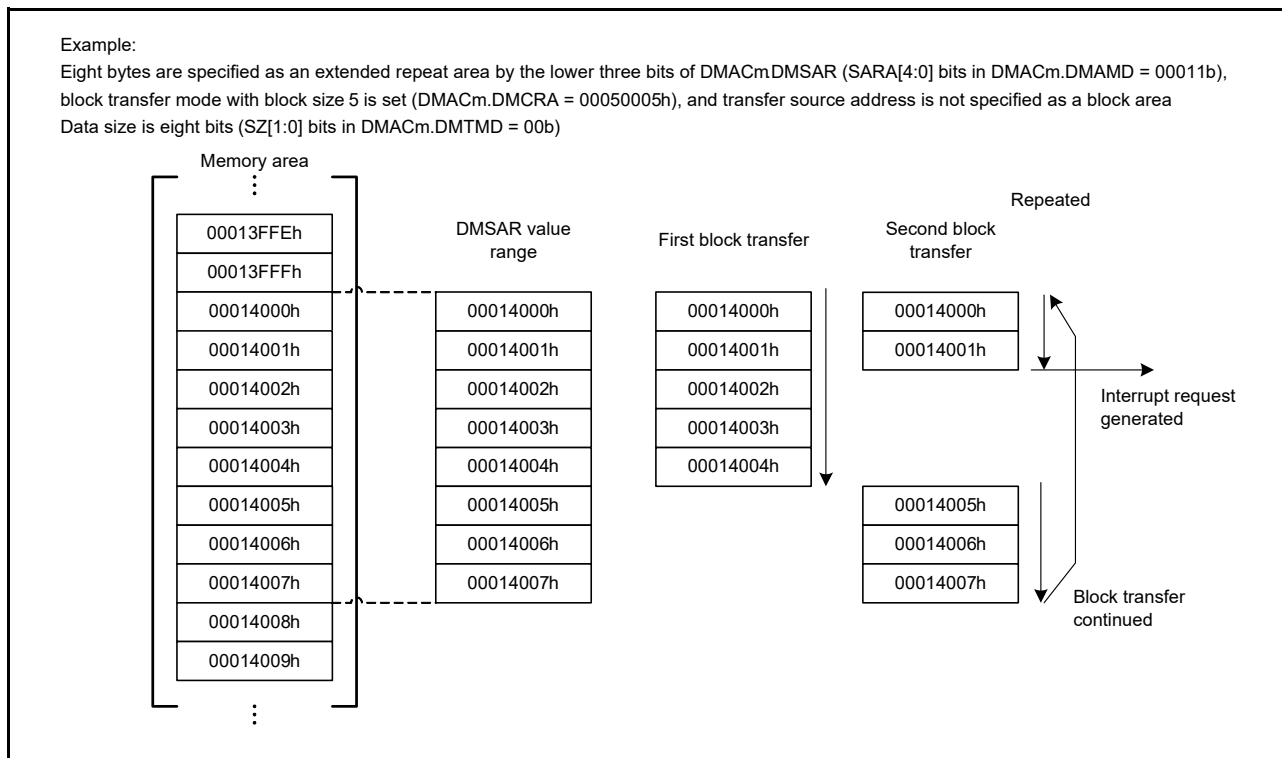 Example:
Eight bytes are specified as an extended repeat area by the lower three bits of DMACm.DMSAR (SARA[4:0] bits in DMACm.DMAMD = 00011b),
block transfer mode with block size 5 is set (DMACm.DMCRA = 00050005h), and transfer source address is not specified as a block area
Data size is eight bits (SZ[1:0] bits in DMACm.DMTMD = 00b)
Memory area
00013FFEh
00013FFFh
00014000h
00014001h
00014002h
00014003h
00014004h
00014005h
00014006h
00014007h
00014008h
00014009h
DMSAR value
range
00014000h
00014001h
00014002h
00014003h
00014004h
00014005h
00014006h
00014007h
First block transfer
00014000h
00014001h
00014002h
00014003h
00014004h
Second block
transfer
00014000h
00014001h
00014005h
00014006h
00014007h
Repeated
Interrupt request
generated
Block transfer
continued